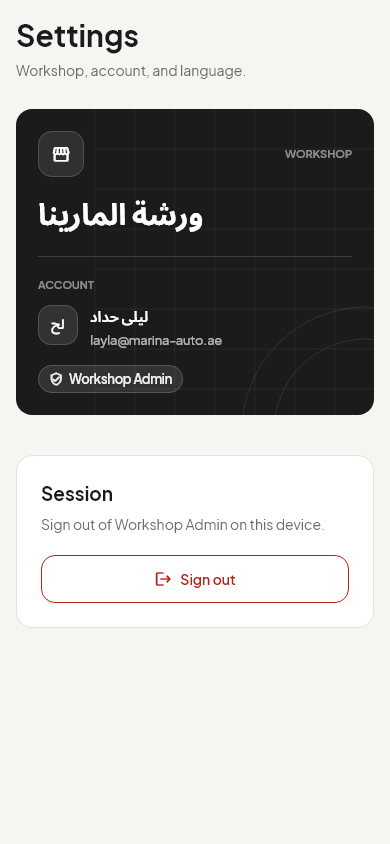 Settings
Workshop, account, and language.
WORKSHOP
ورشة المارينا
ACCOUNT
لح
ليلى حداد
layla@marina-auto.ae
Workshop Admin
Session
Sign out of Workshop Admin on this device.
Sign out